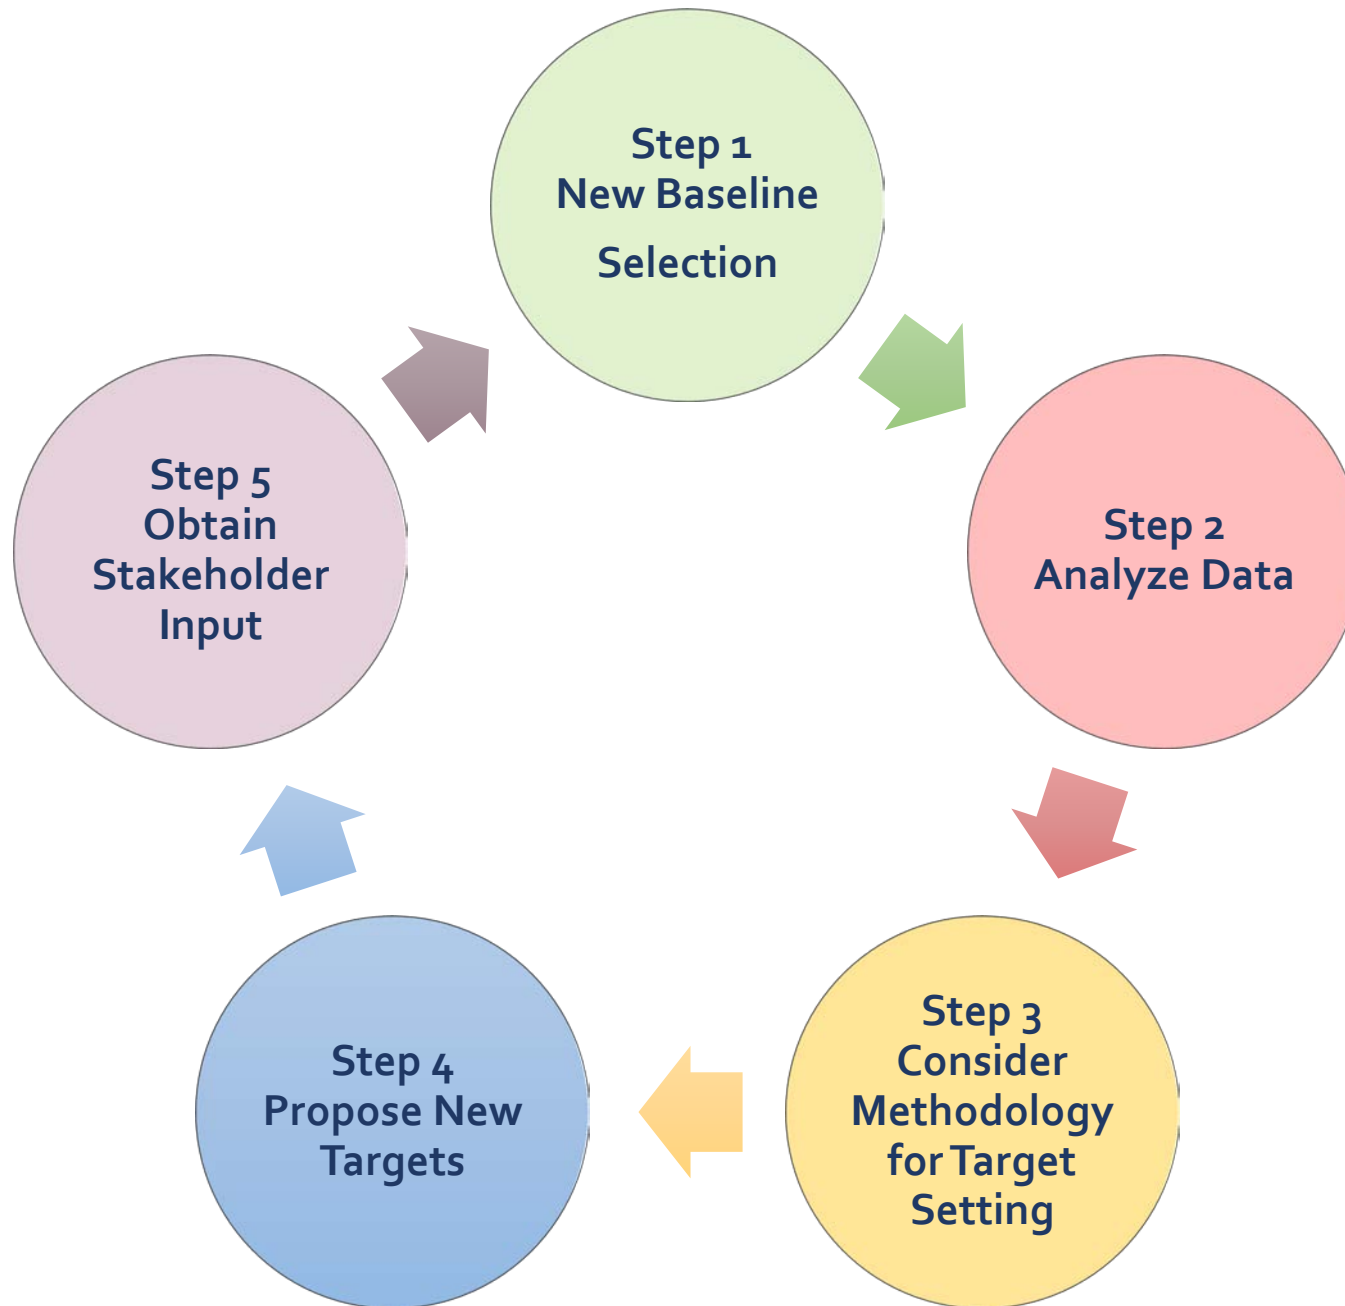 Step 1
New Baseline
Selection
Step 2
Analyze Data
Step 3
Consider
Methodology
for Target
Setting
Step 4
Propose New
Targets
Step 5
Obtain
Stakeholder
Input